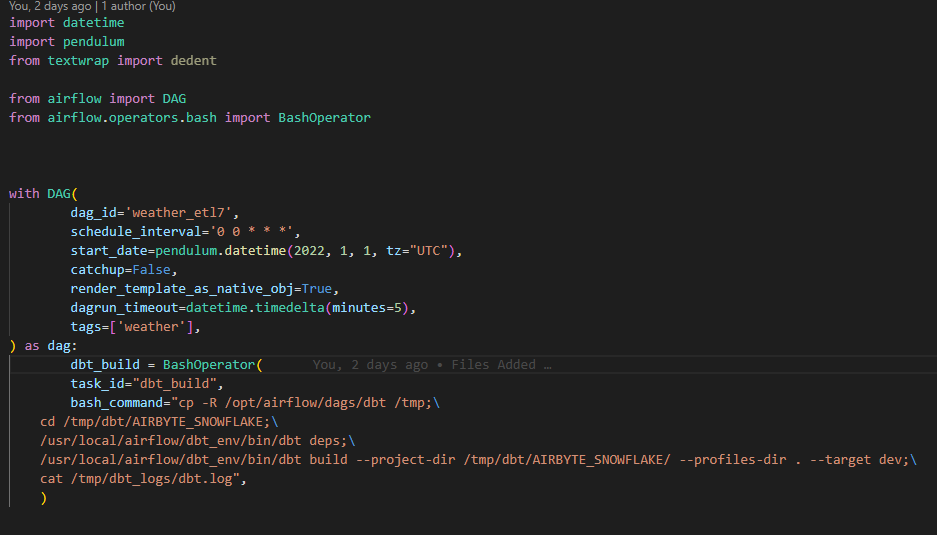 You, 2 days ago | 1 author (You)
import datetime
import pendulum
from textwrap import dedent
from airflow import DAG
from airflow.operators.bash import BashOperator
with DAG(
        dag_id='weather_etl7',
        schedule_interval='0 0 * * *',
        start_date=pendulum.datetime(2022, 1, 1, tz="UTC"),
        catchup=False,
        render_template_as_native_obj=True,
        dagrun_timeout=datetime.timedelta(minutes=5),
        tags=['weather'],
) as dag:
        dbt_build = BashOperator(      You, 2 days ago • Files Added …
        task_id="dbt_build",
        bash_command="cp -R /opt/airflow/dags/dbt /tmp;\
    cd /tmp/dbt/AIRBYTE_SNOWFLAKE;\
    /usr/local/airflow/dbt_env/bin/dbt deps;\
    /usr/local/airflow/dbt_env/bin/dbt build --project-dir /tmp/dbt/AIRBYTE_SNOWFLAKE/ --profiles-dir . --target dev;\
    cat /tmp/dbt_logs/dbt.log",
    )